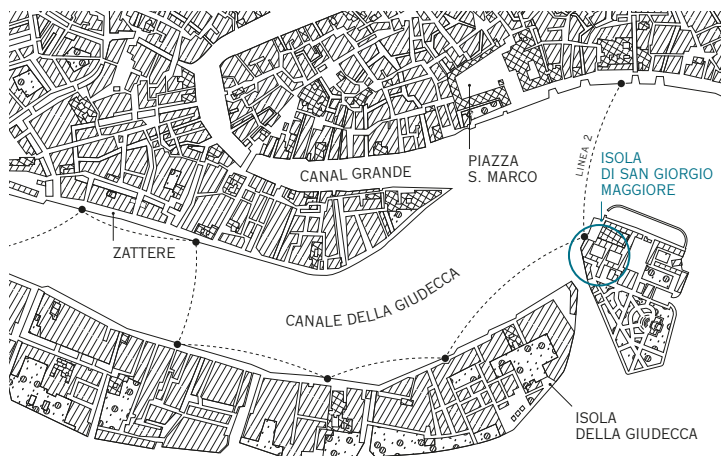 PIAZZA
S. MARCO
CANAL GRANDE
LINEA 2
ISOLA
DI SAN GIORGIO
MAGGIORE
ZATTERE
CANALE DELLA GIUDECCA
ISOLA
DELLA GIUDECCA